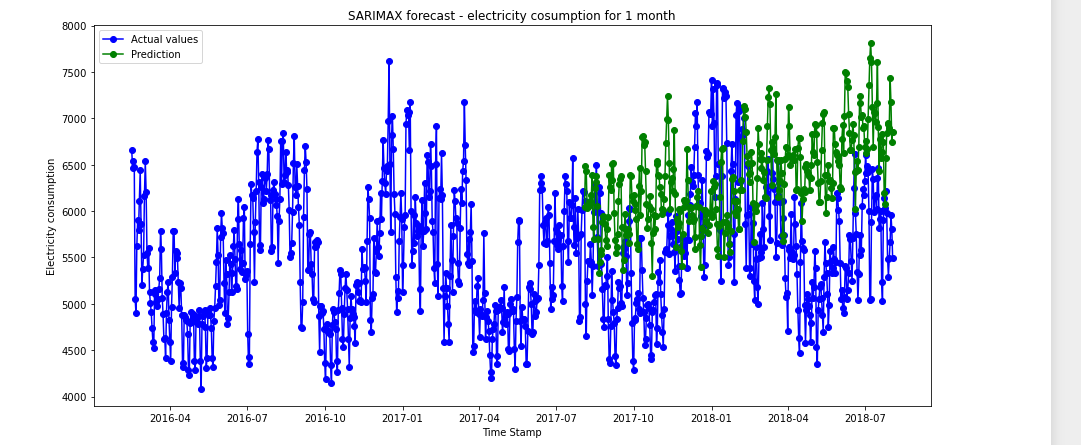 SARIMAX forecast - electricity cosumption for 1 month
Actual values
Prediction
Electricity consumption
8000
7500
7000
6500
6000
5500
5000
4500
4000
2016-04 2016-07 2016-10 2017-01 2017-04 2017-07 2017-10 2018-01 2018-04 2018-07
Time Stamp